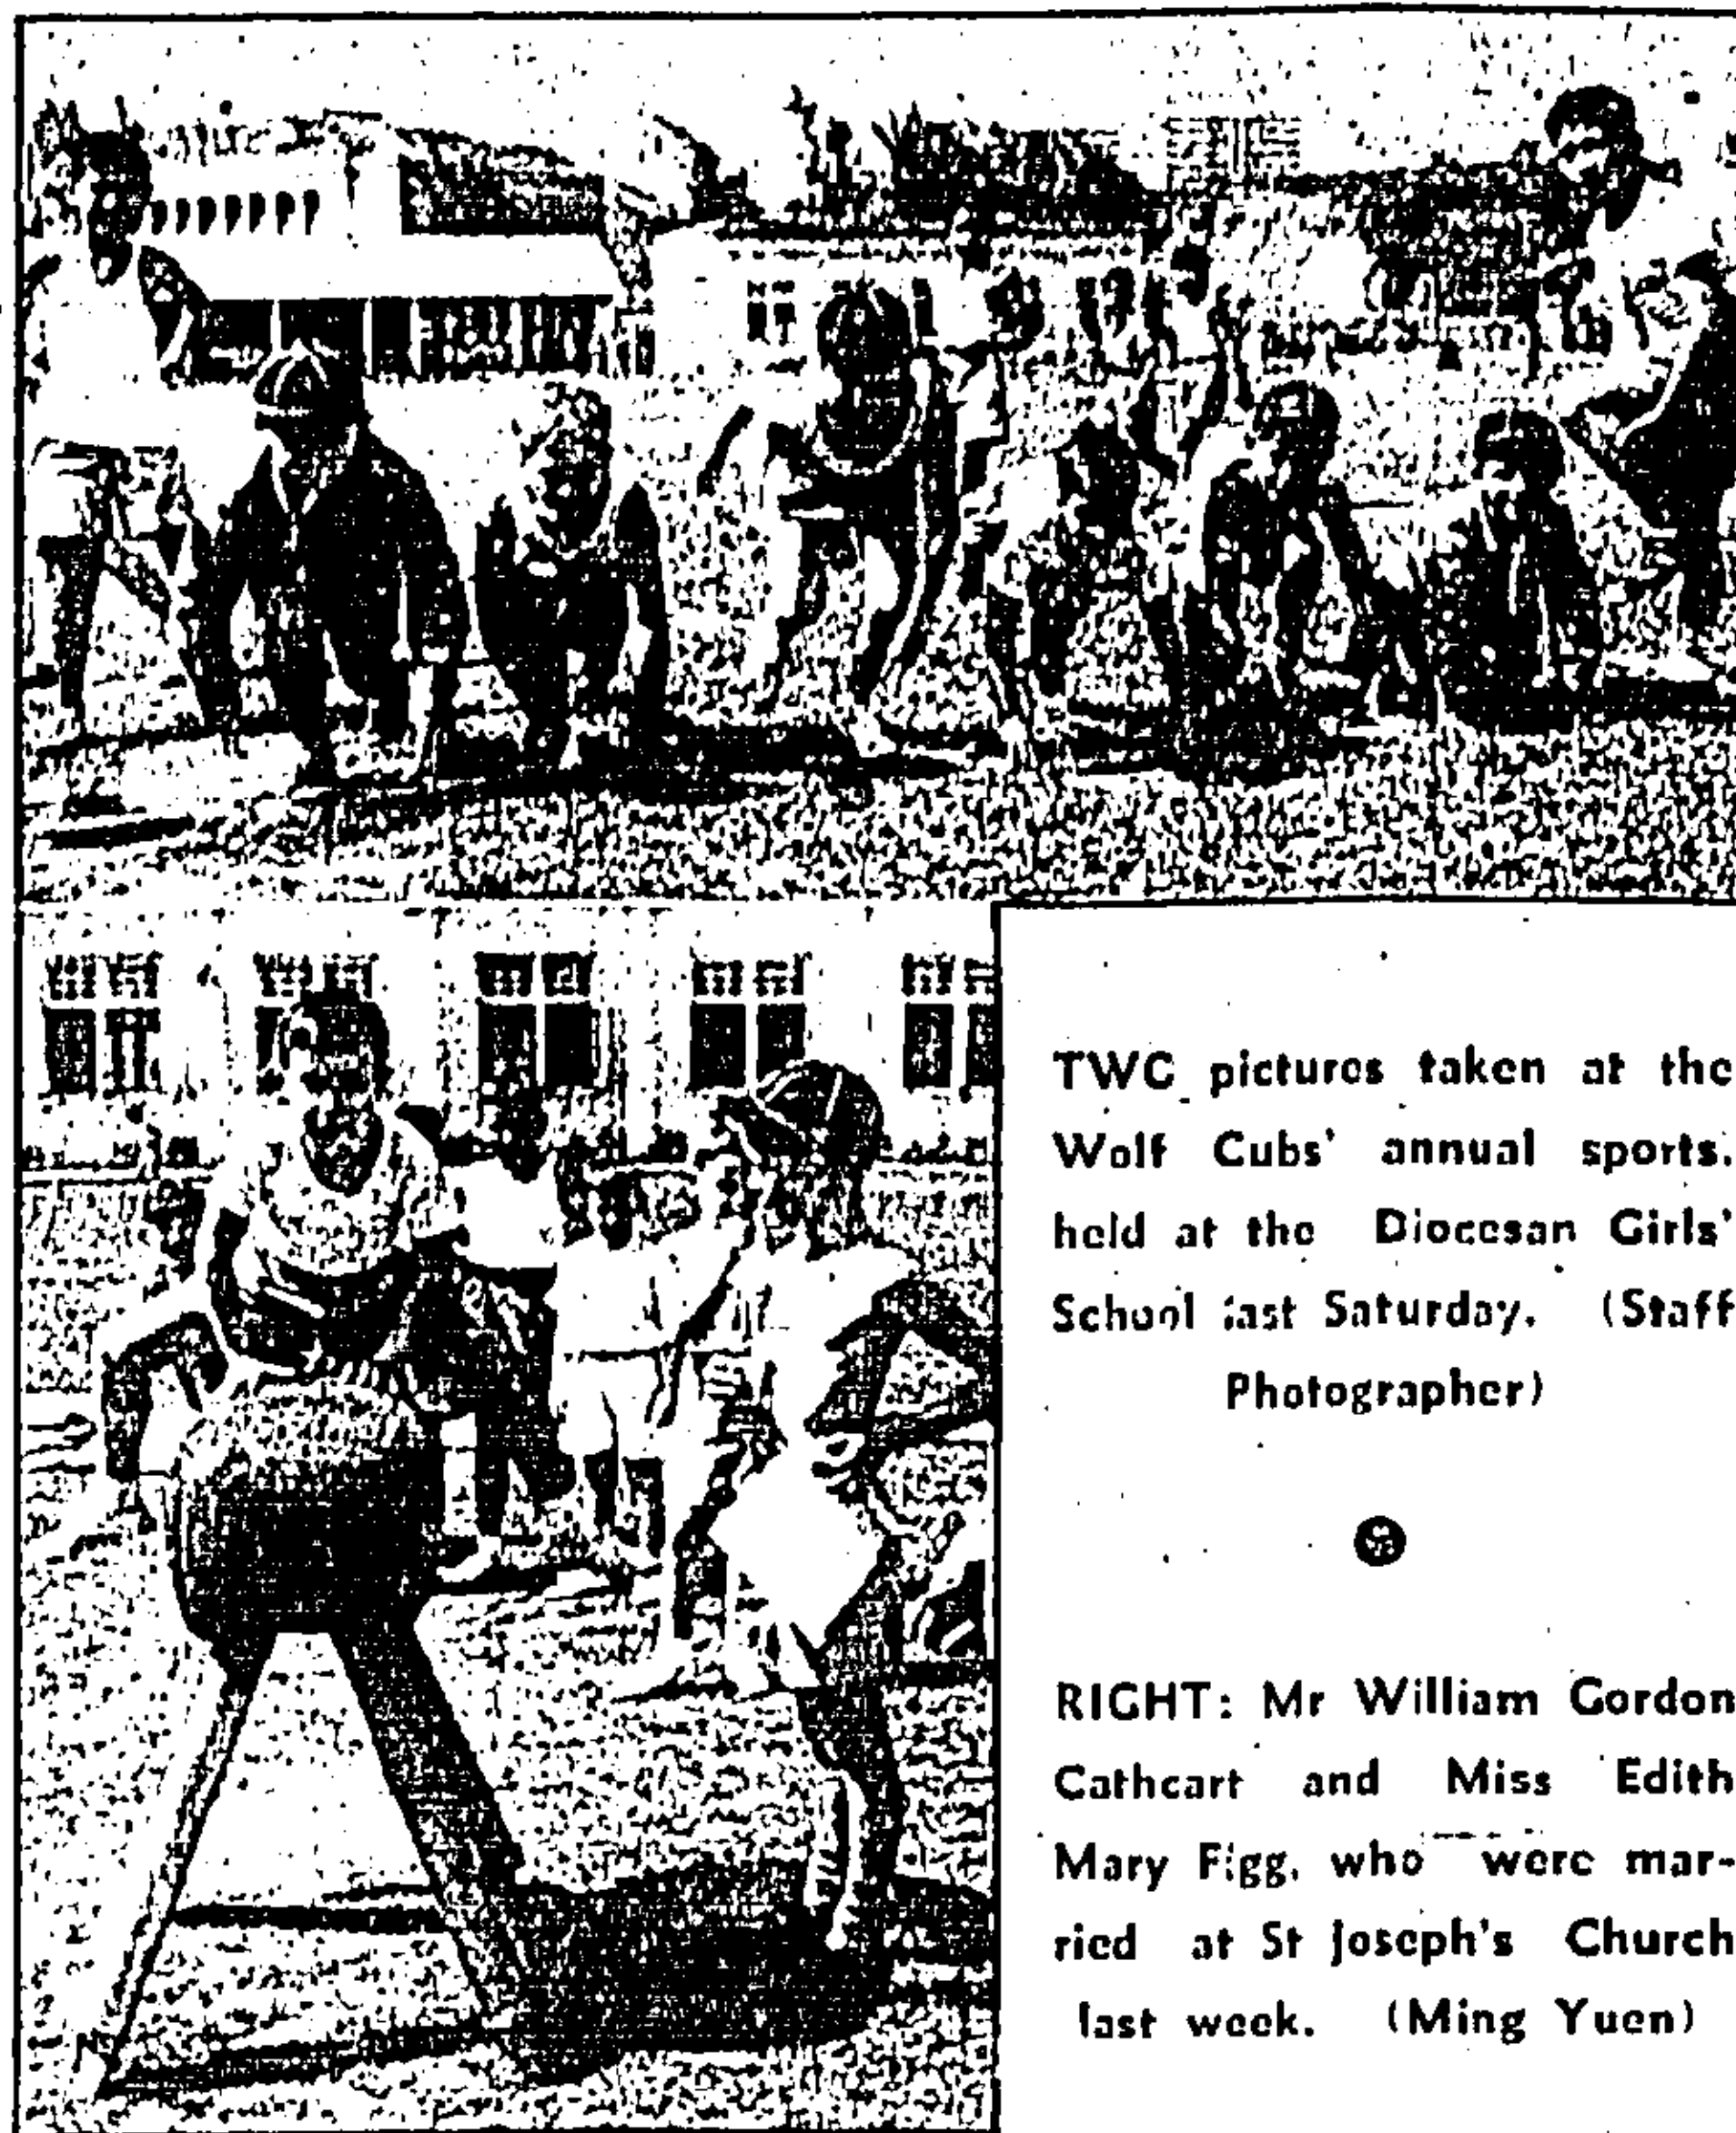 TWO pictures taken at the
Wolf Cubs' annual sports,
held at the Diocesan Girls'
School last Saturday. (Staff
Photographer)
RIGHT: Mr William Gordon
Cathcart and Miss Edith
Mary Figg, who were mar-
ried at St Joseph's Church
last week. (Ming Yuen)